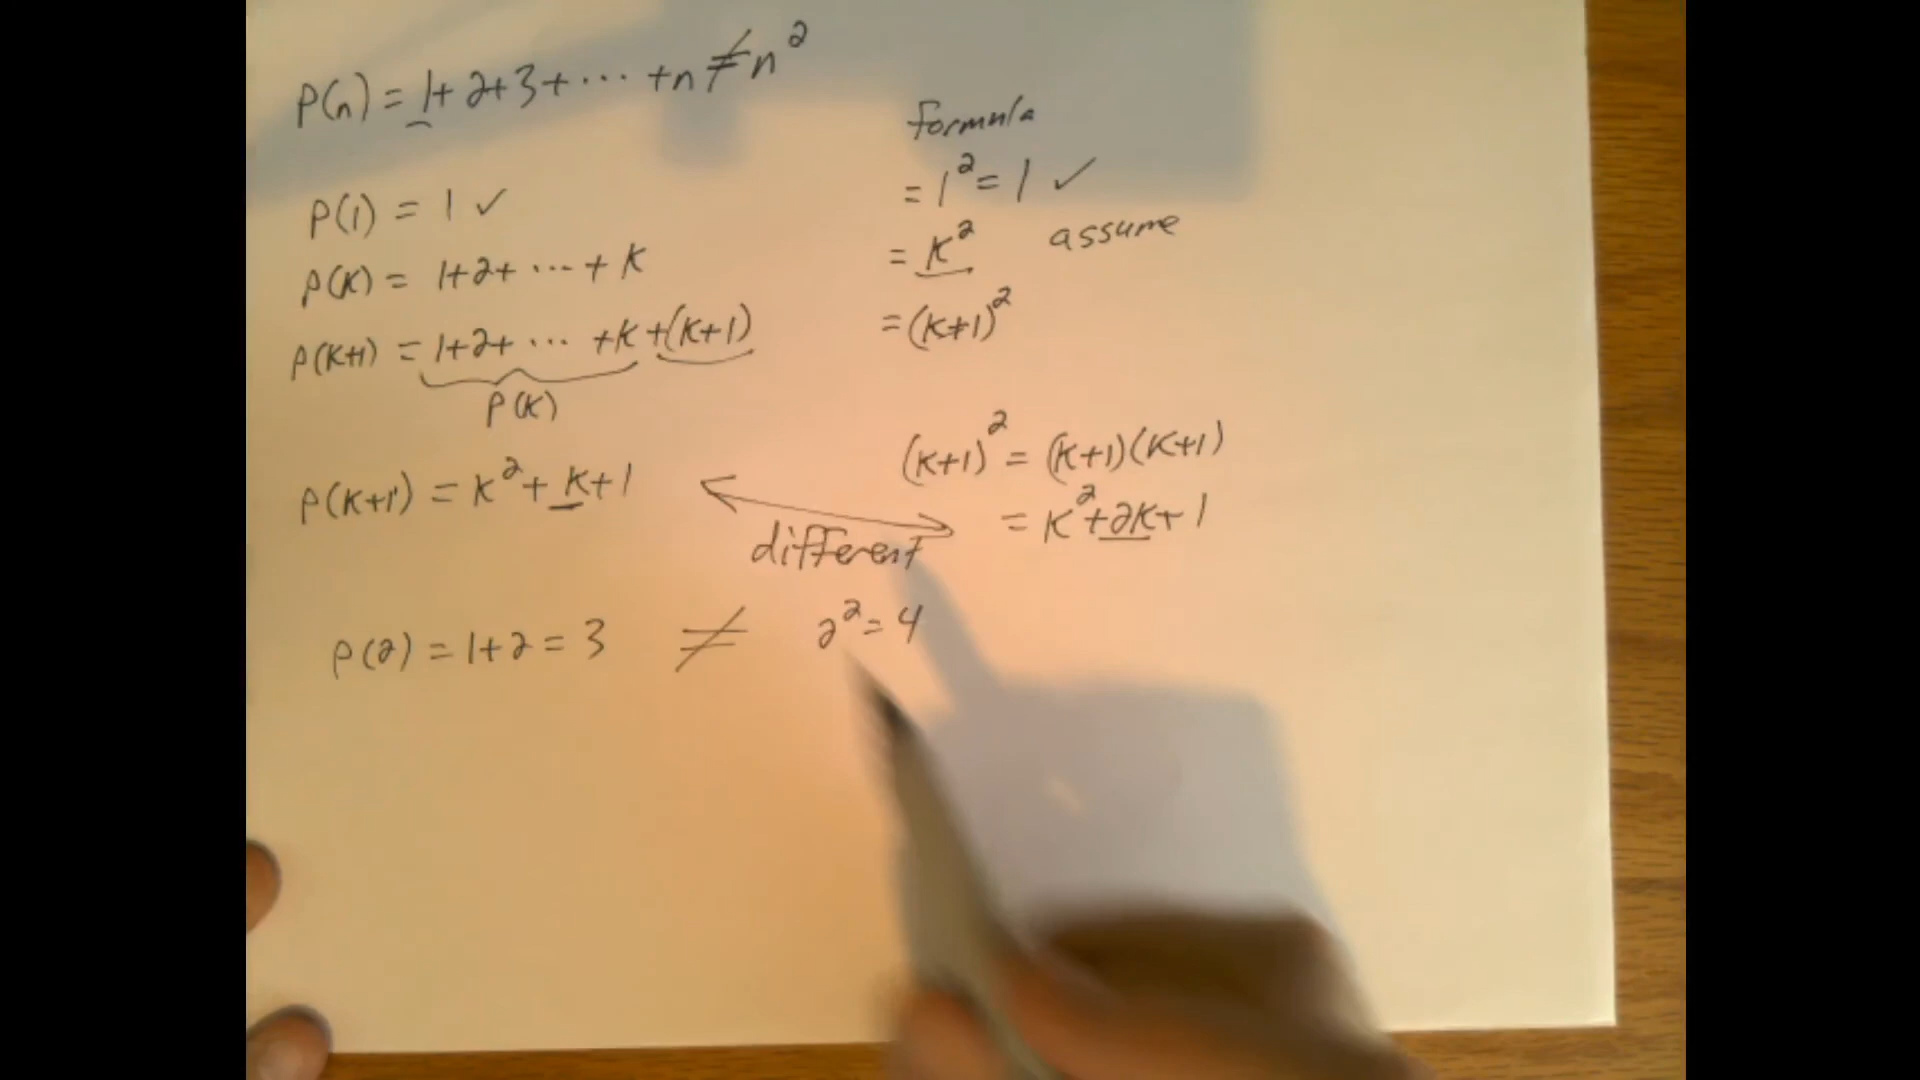 P(n) = 1+2+3+ ... +n ≠ n²
Formula
P(1) = 1 ✓ = 1² = 1 ✓
P(K) = 1+2+ ... + K = K² assume
P(K+1) = 1+2+ ... +K+(K+1) = (K+1)²
P(K)
(K+1)² = (K+1)(K+1)
P(K+1) = K²+K+1
= K²+2K+1
different
P(2) = 1+2 = 3 ≠ 2² = 4